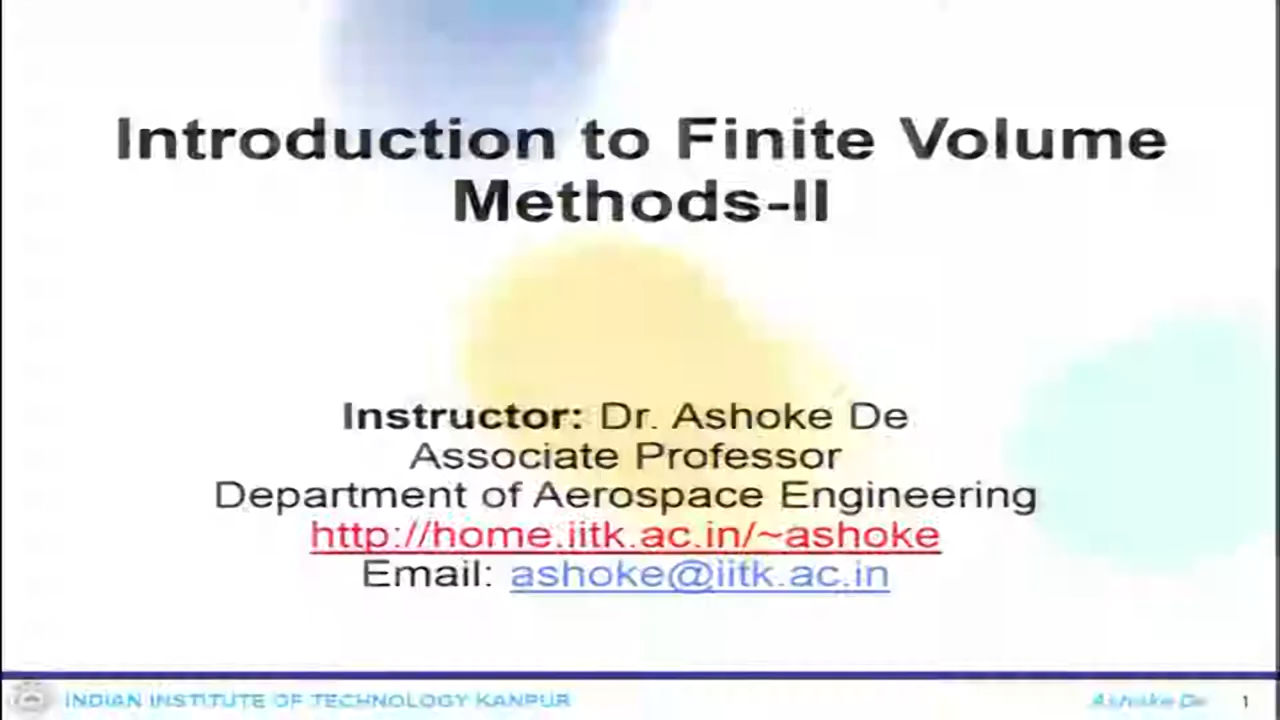 Introduction to Finite Volume
Methods-II
Instructor: Dr. Ashoke De
Associate Professor
Department of Aerospace Engineering
http://home.iitk.ac.in/~ashoke
Email: ashoke@iitk.ac.in
INDIAN INSTITUTE OF TECHNOLOGY KANPUR
Ashoke De 1